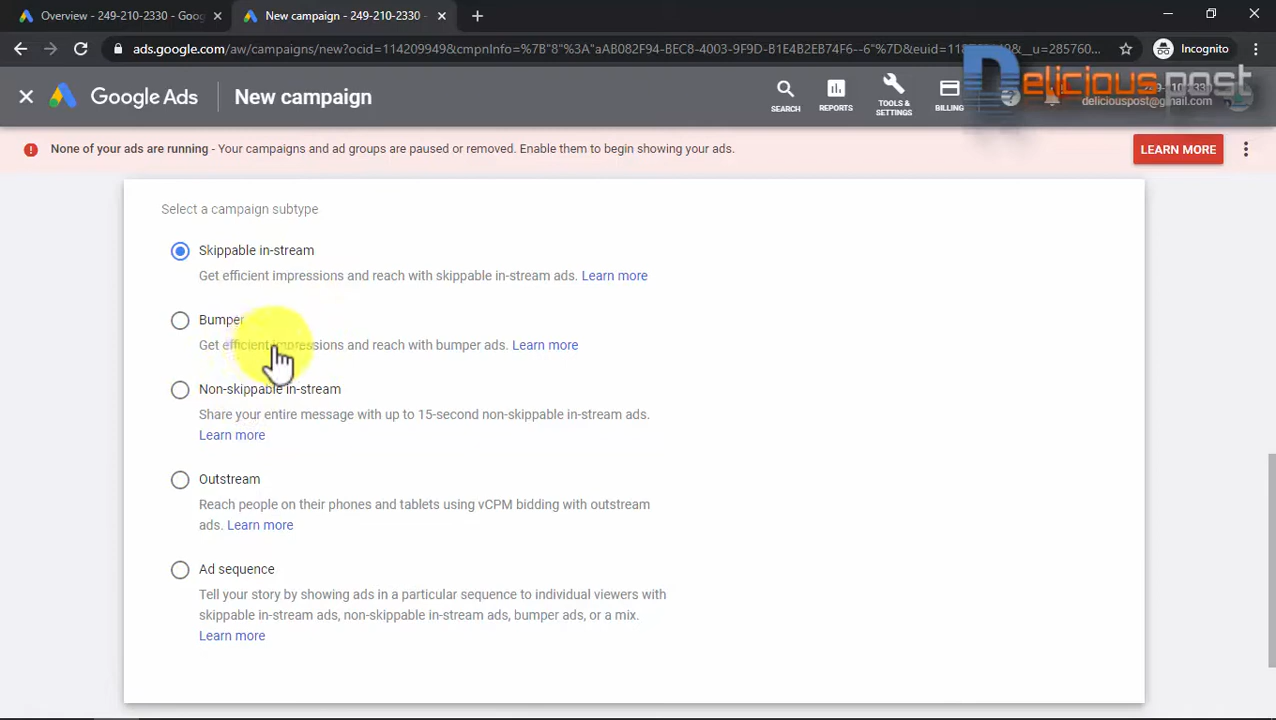 Overview - 249-210-2330 - Goog
New campaign - 249-210-2330 -
ads.google.com/aw/campaigns/new?ocid=114209949&cmpnInfo=%7B"8"%3A"aAB082F94-BEC8-4003-9F9D-B1E4B2EB74F6--6"%7D&euid=
Incognito
Google Ads
New campaign
SEARCH
REPORTS
TOOLS &
SETTINGS
BILLING
Delicious post
deliciouspost@gmail.com
None of your ads are running - Your campaigns and ad groups are paused or removed. Enable them to begin showing your ads.
LEARN MORE
Select a campaign subtype
Skippable in-stream
Get efficient impressions and reach with skippable in-stream ads. Learn more
Bumper
Get efficient impressions and reach with bumper ads. Learn more
Non-skippable in-stream
Share your entire message with up to 15-second non-skippable in-stream ads.
Learn more
Outstream
Reach people on their phones and tablets using vCPM bidding with outstream
ads. Learn more
Ad sequence
Tell your story by showing ads in a particular sequence to individual viewers with
skippable in-stream ads, non-skippable in-stream ads, bumper ads, or a mix.
Learn more